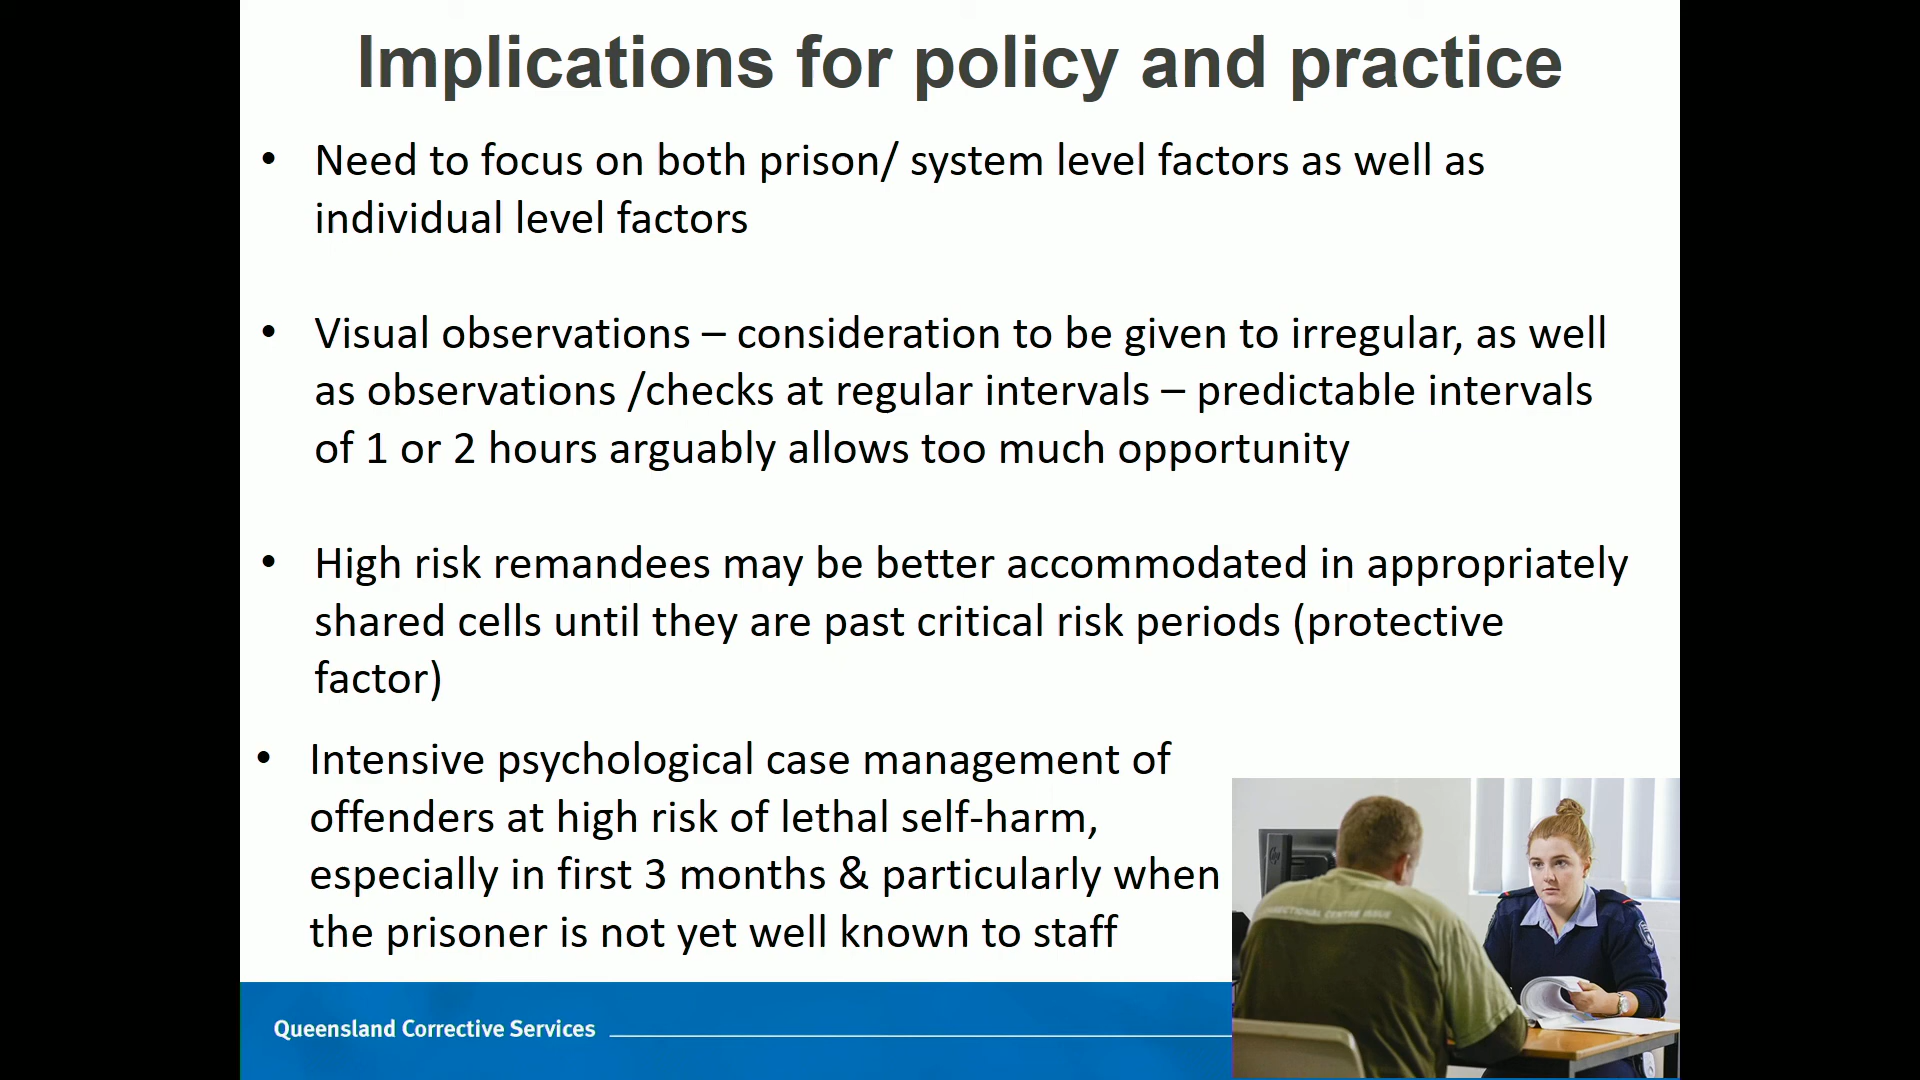 Implications for policy and practice
• Need to focus on both prison/ system level factors as well as
individual level factors
• Visual observations – consideration to be given to irregular, as well
as observations /checks at regular intervals – predictable intervals
of 1 or 2 hours arguably allows too much opportunity
• High risk remandees may be better accommodated in appropriately
shared cells until they are past critical risk periods (protective
factor)
• Intensive psychological case management of
offenders at high risk of lethal self-harm,
especially in first 3 months & particularly when
the prisoner is not yet well known to staff
CORRECTIONAL CENTRE ISSUE
Queensland Corrective Services